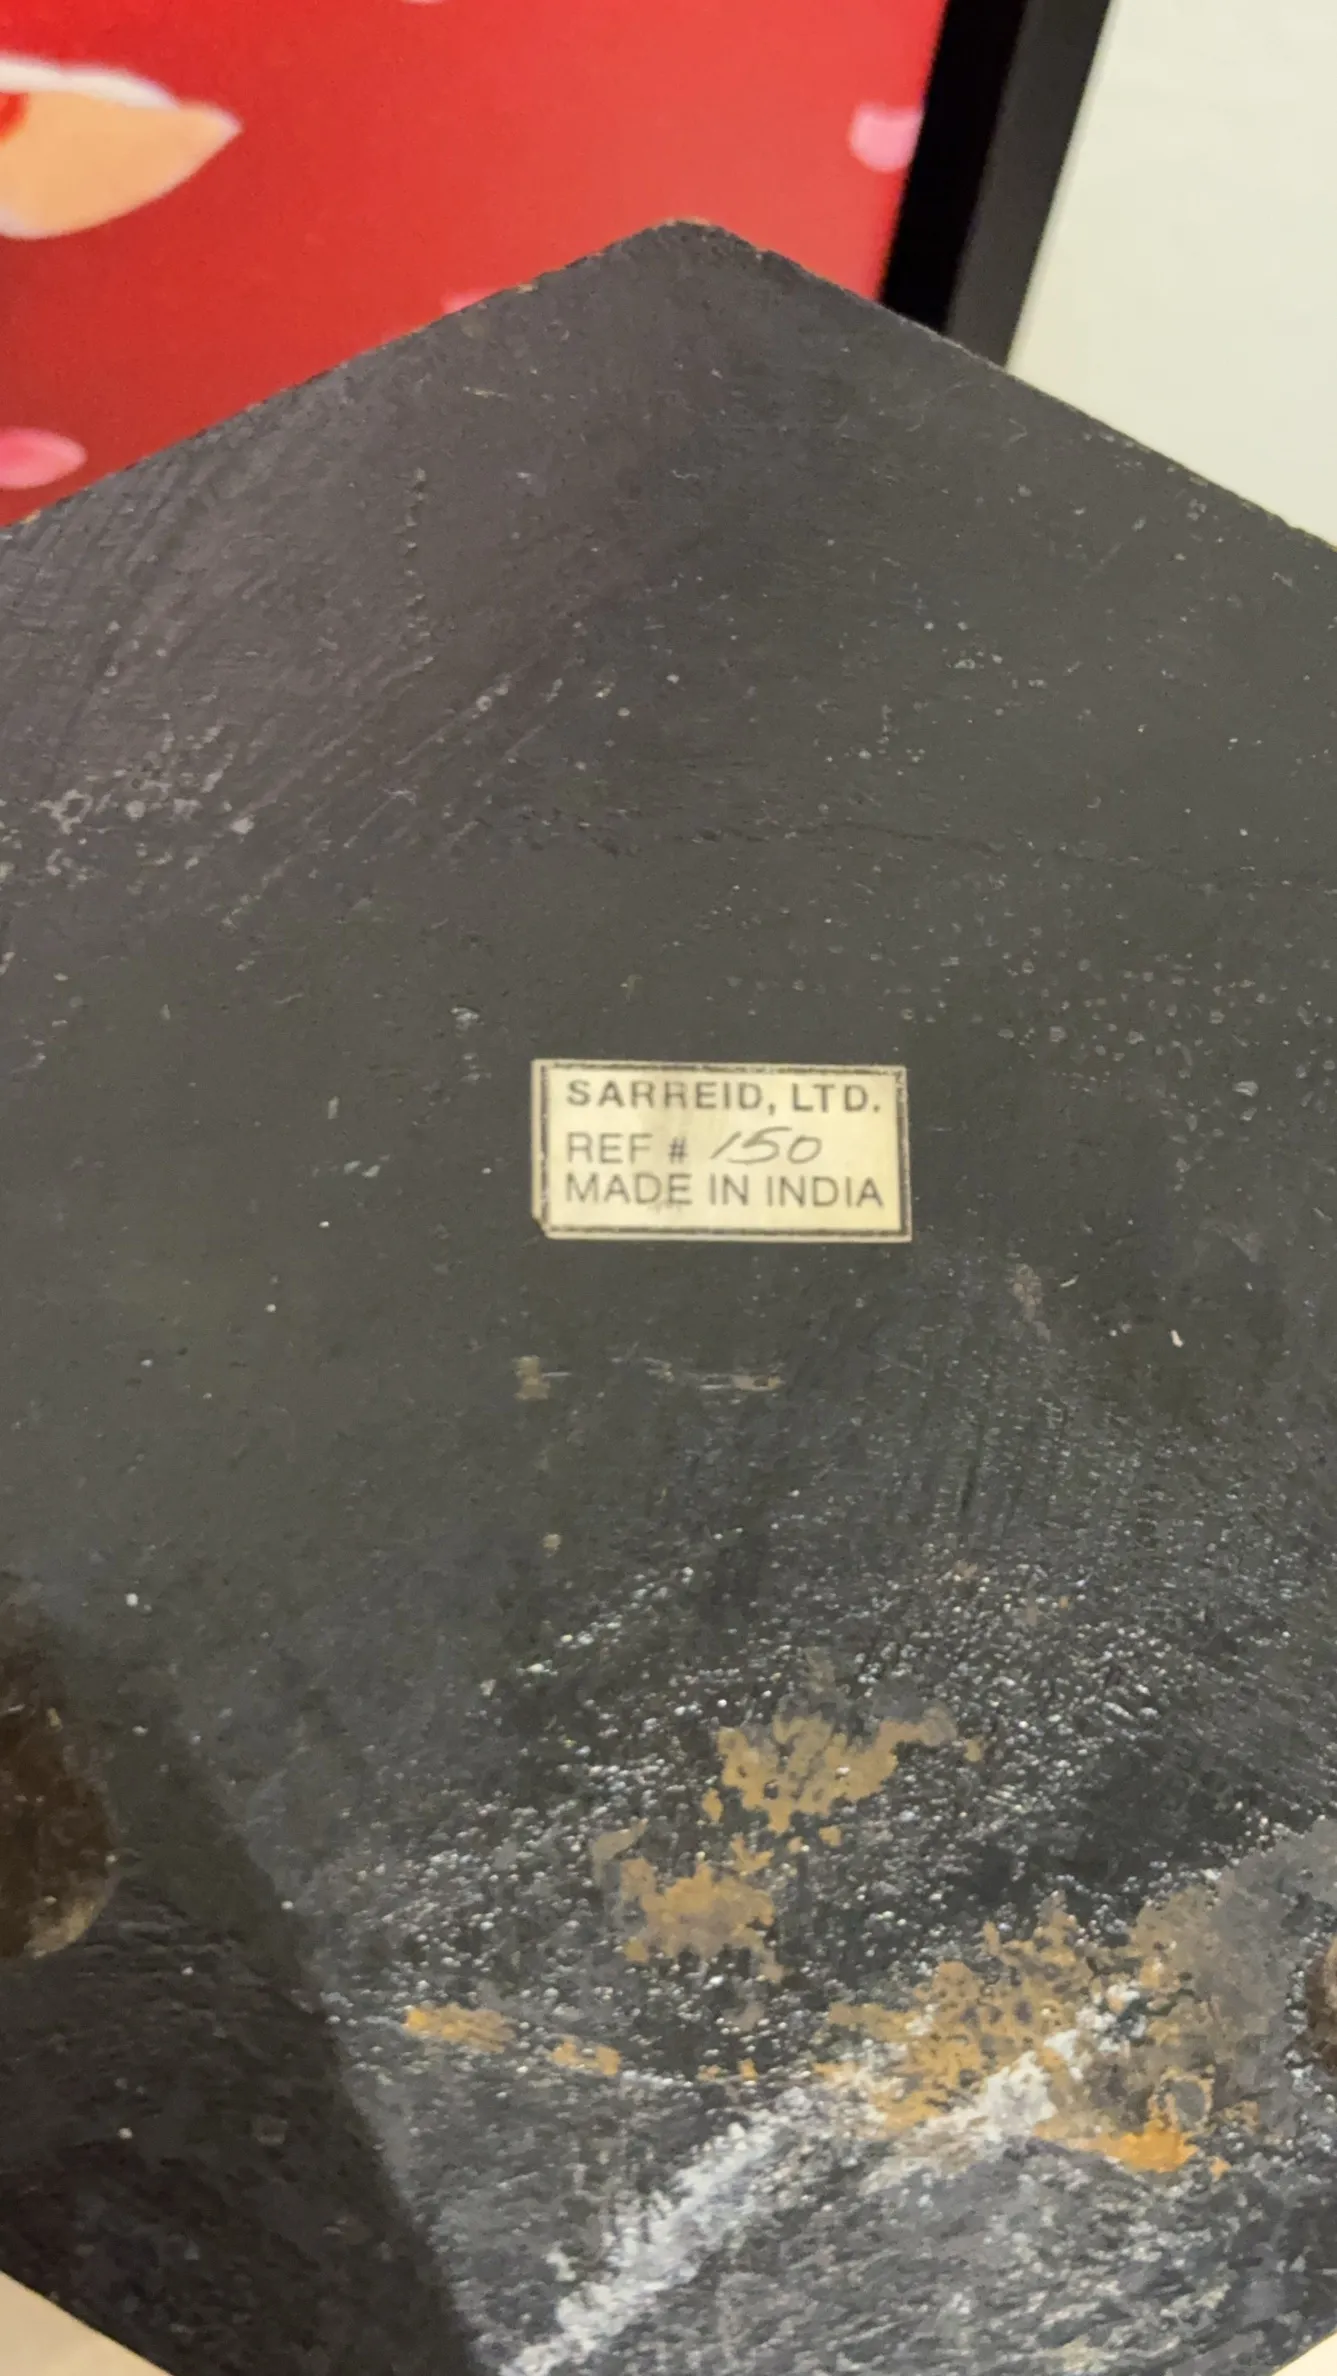 SARREID, LTD.
REF # 150
MADE IN INDIA